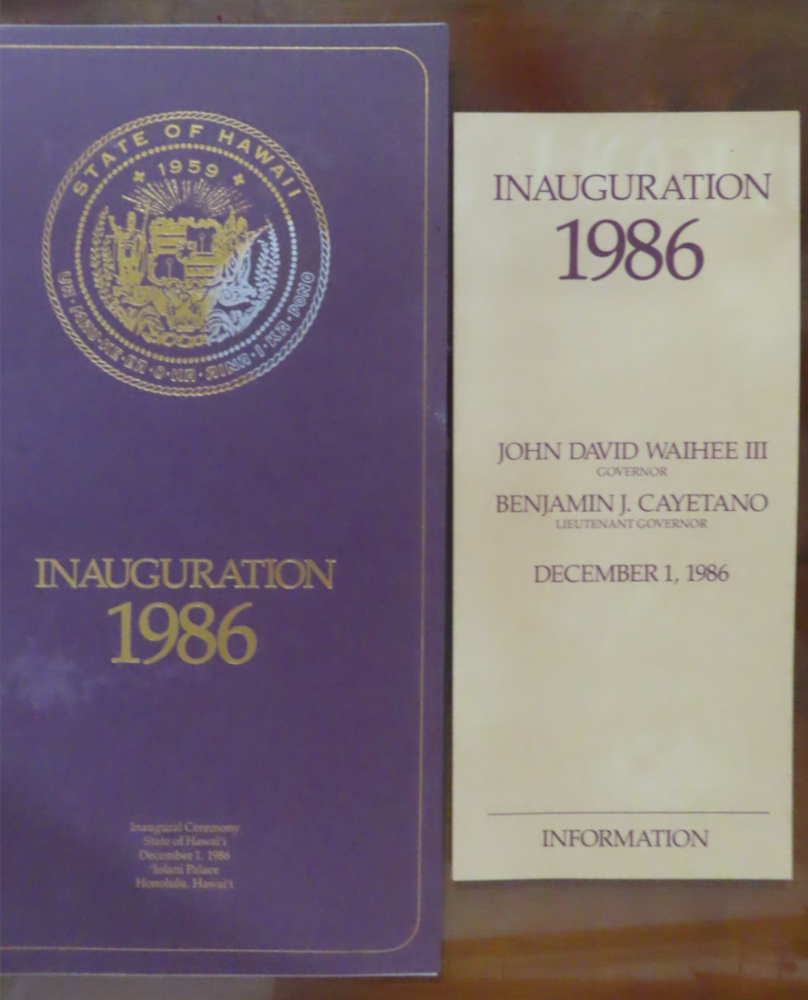 STATE OF HAWAII
1959
UA·MAU·KE·EA·O·KA·AINA·I·KA·PONO
INAUGURATION
1986
Inaugural Ceremony
State of Hawai'i
December 1, 1986
'Iolani Palace
Honolulu, Hawai'i
INAUGURATION
1986
JOHN DAVID WAIHEE III
GOVERNOR
BENJAMIN J. CAYETANO
LIEUTENANT GOVERNOR
DECEMBER 1, 1986
INFORMATION